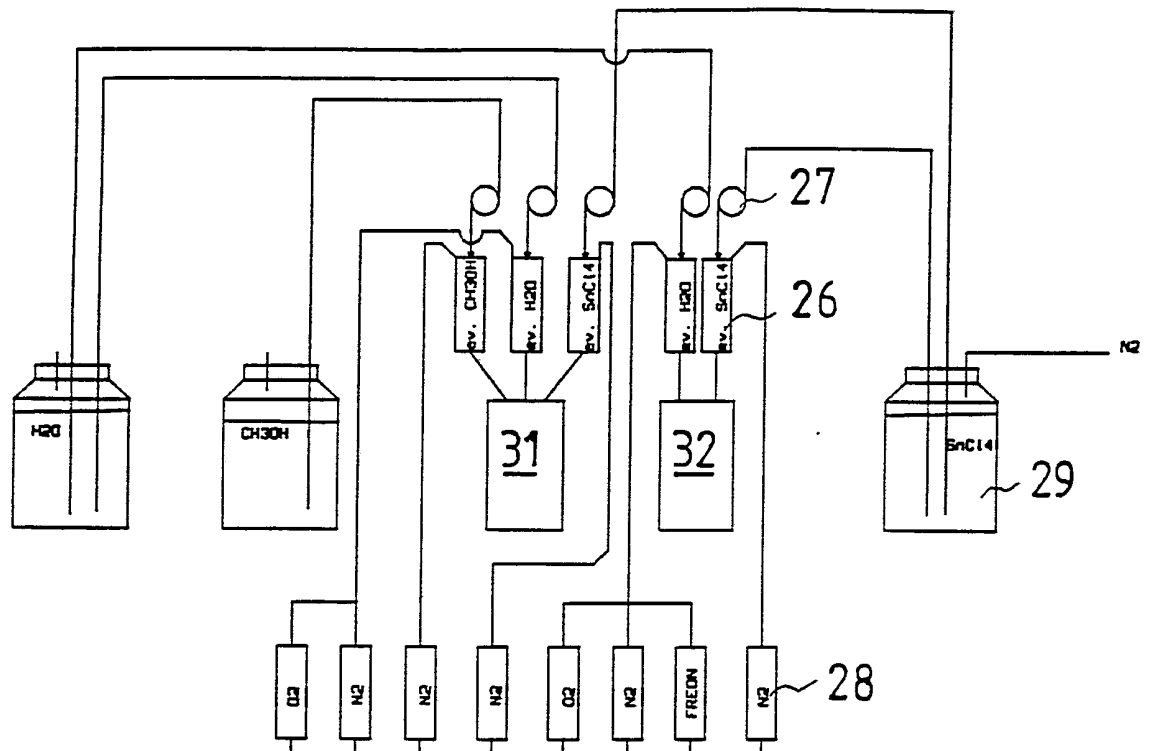 27
ev. CH3OH
ev. H2O
ev. SnCl4
ev. H2O
ev. SnCl4
26
N2
H2O
CH3OH
31
32
SnCl4
29
O2
N2
N2
N2
O2
N2
FREON
N2
28